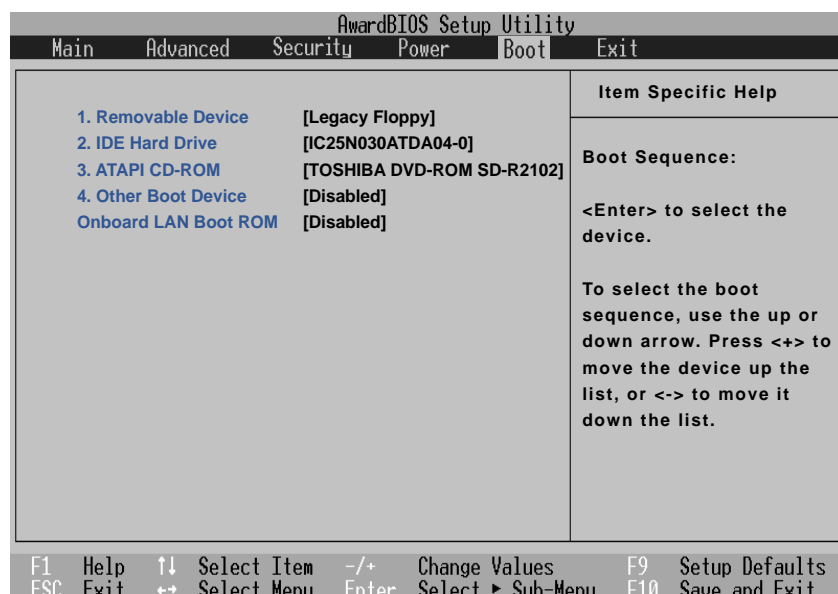 AwardBIOS Setup Utility
Main Advanced Security Power Boot Exit
1. Removable Device [Legacy Floppy]
2. IDE Hard Drive [IC25N030ATDA04-0]
3. ATAPI CD-ROM [TOSHIBA DVD-ROM SD-R2102]
4. Other Boot Device [Disabled]
Onboard LAN Boot ROM [Disabled]
Item Specific Help
Boot Sequence:
<Enter> to select the
device.
To select the boot
sequence, use the up or
down arrow. Press <+> to
move the device up the
list, or <-> to move it
down the list.
F1 Help ↑↓ Select Item -/+ Change Values F9 Setup Defaults
ESC Exit ←→ Select Menu Enter Select ► Sub-Menu F10 Save and Exit